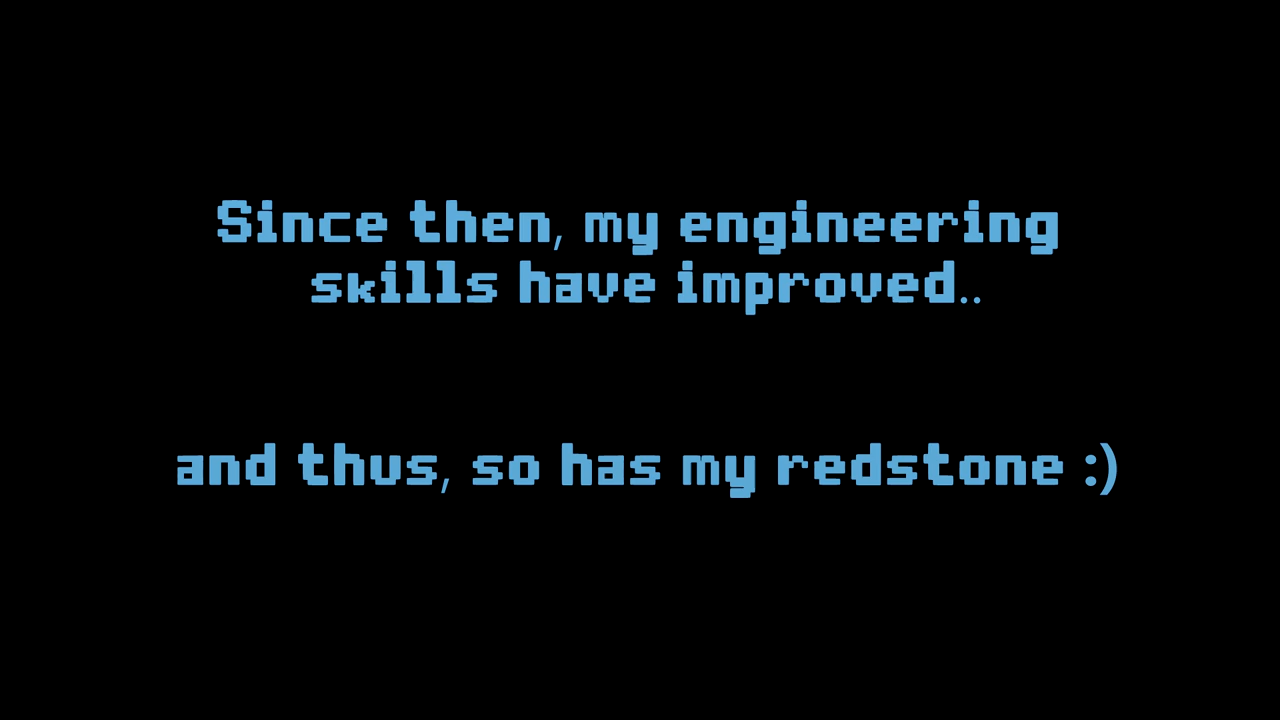 Since then, my engineering
skills have improved..
and thus, so has my redstone :)